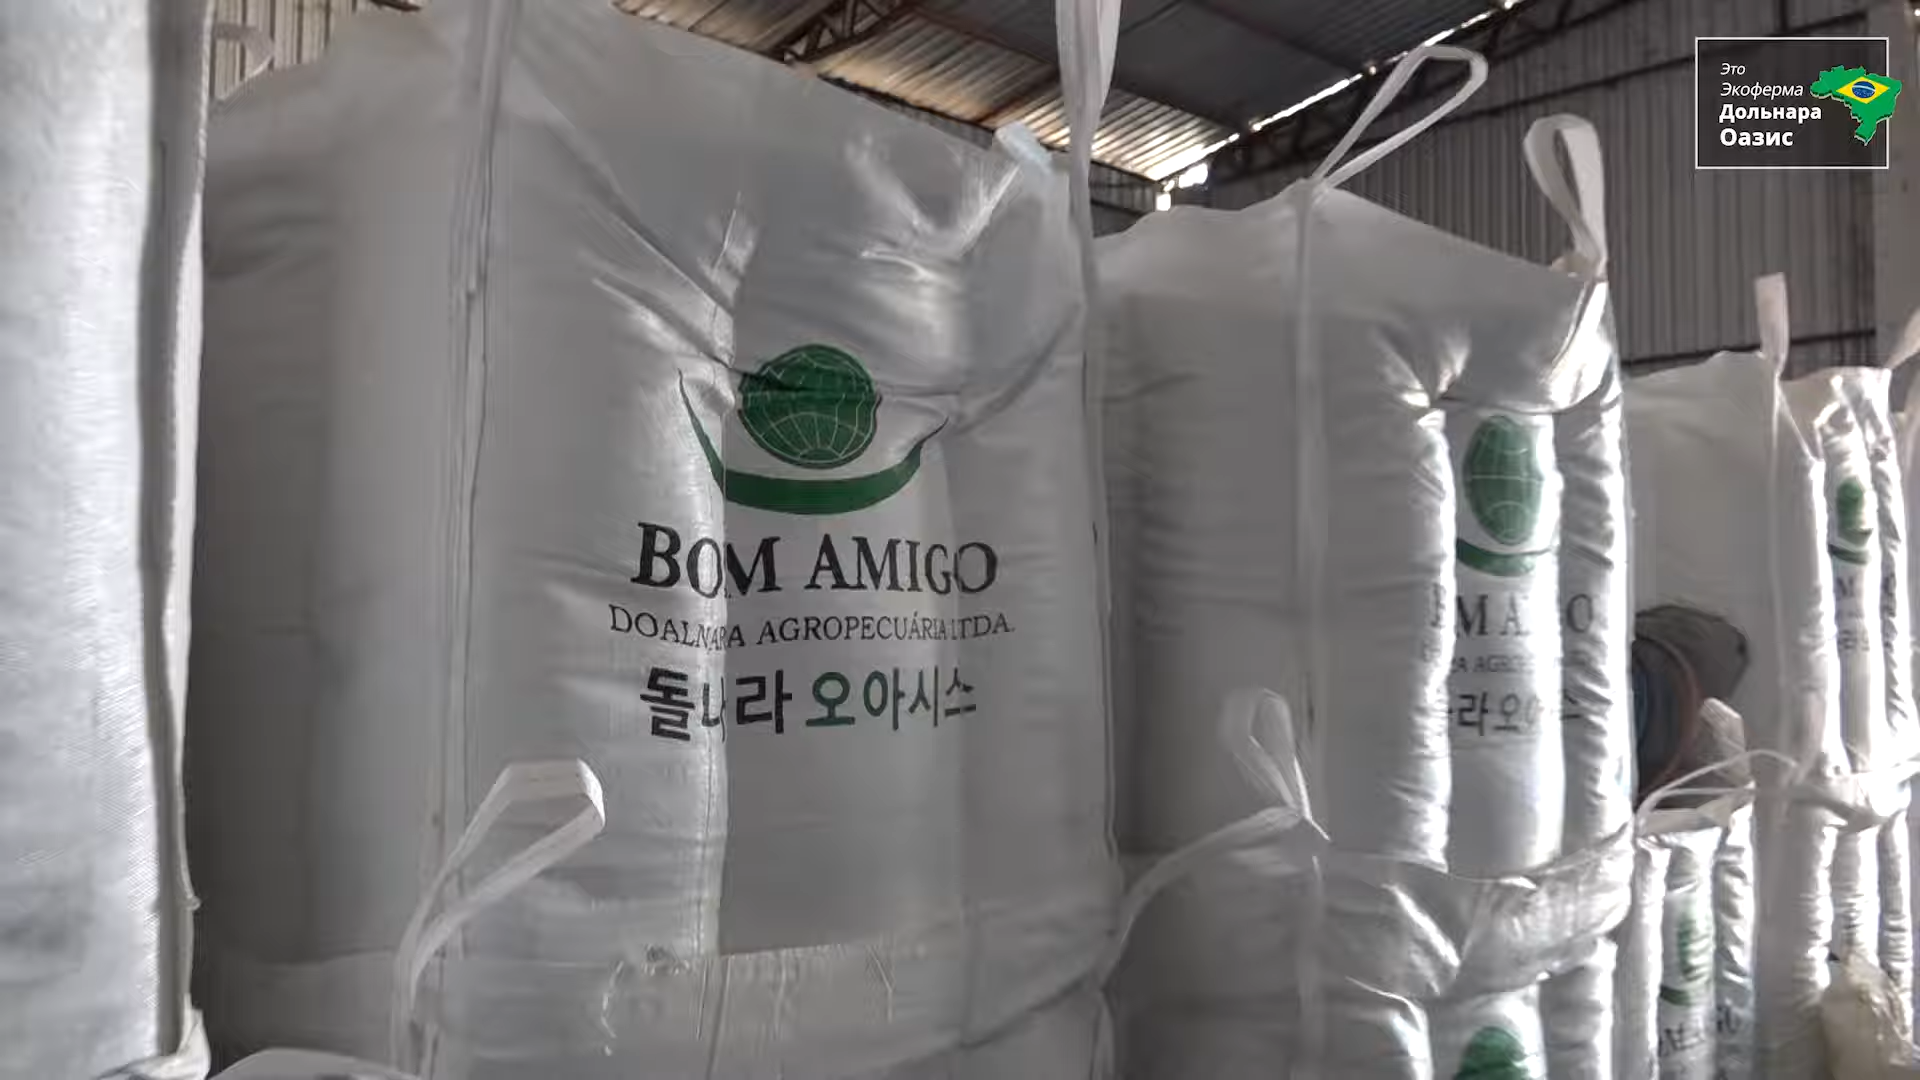 Это
Экоферма
Дольнара
Оазис
BOM AMIGO
DOALNARA AGROPECUÁRIA LTDA.
돌나라 오아시스